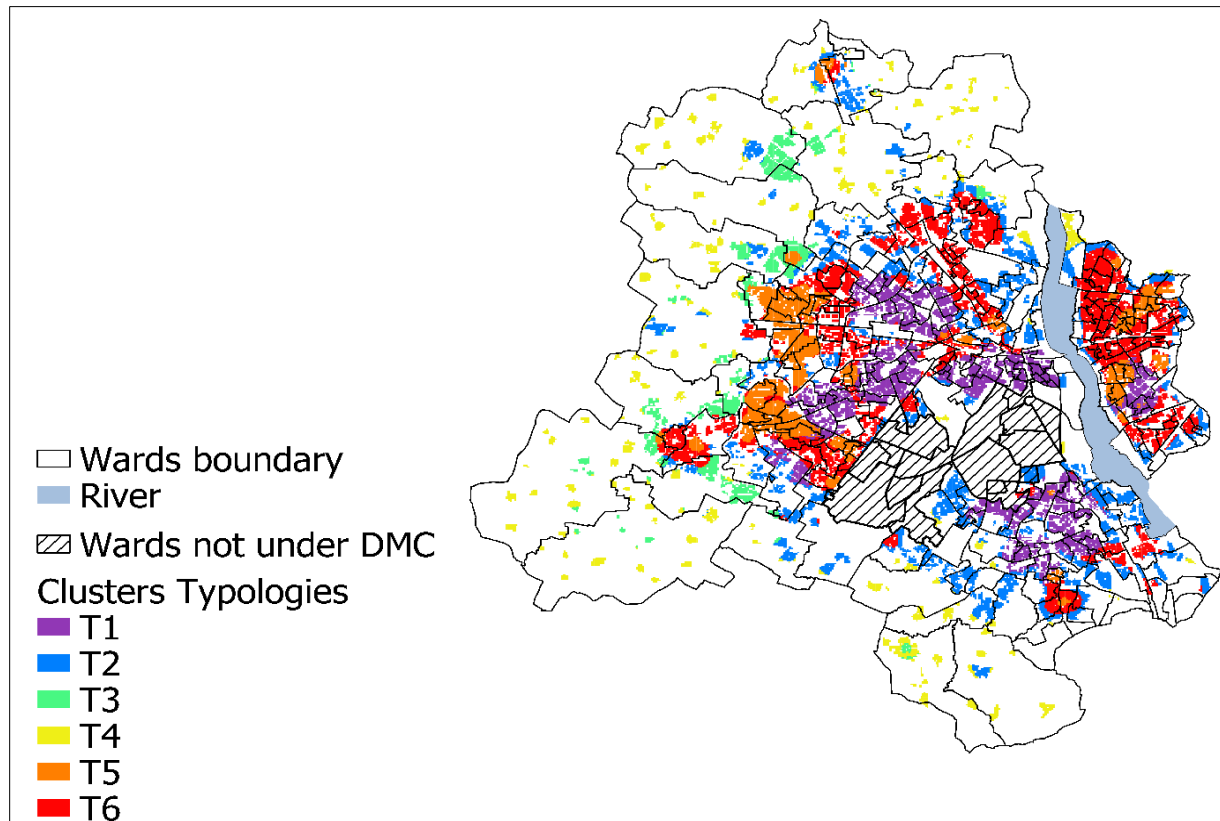 Wards boundary
River
Wards not under DMC
Clusters Typologies
T1
T2
T3
T4
T5
T6